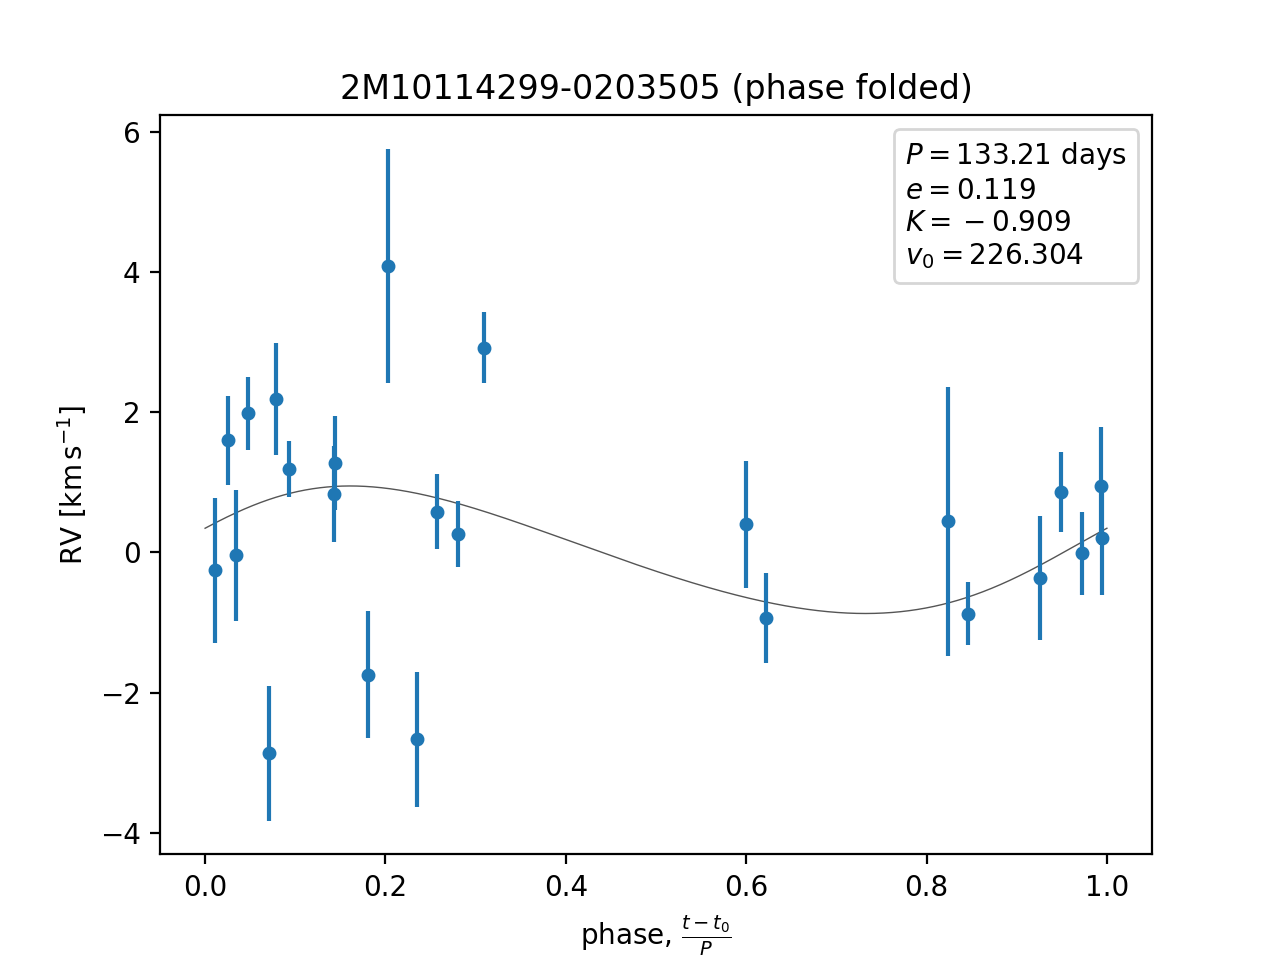 2M10114299-0203505 (phase folded)
P = 133.21 days
e = 0.119
K = −0.909
v₀ = 226.304
RV [km s⁻¹]
6
4
2
0
−2
−4
0.0 0.2 0.4 0.6 0.8 1.0
phase, (t − t₀)/P